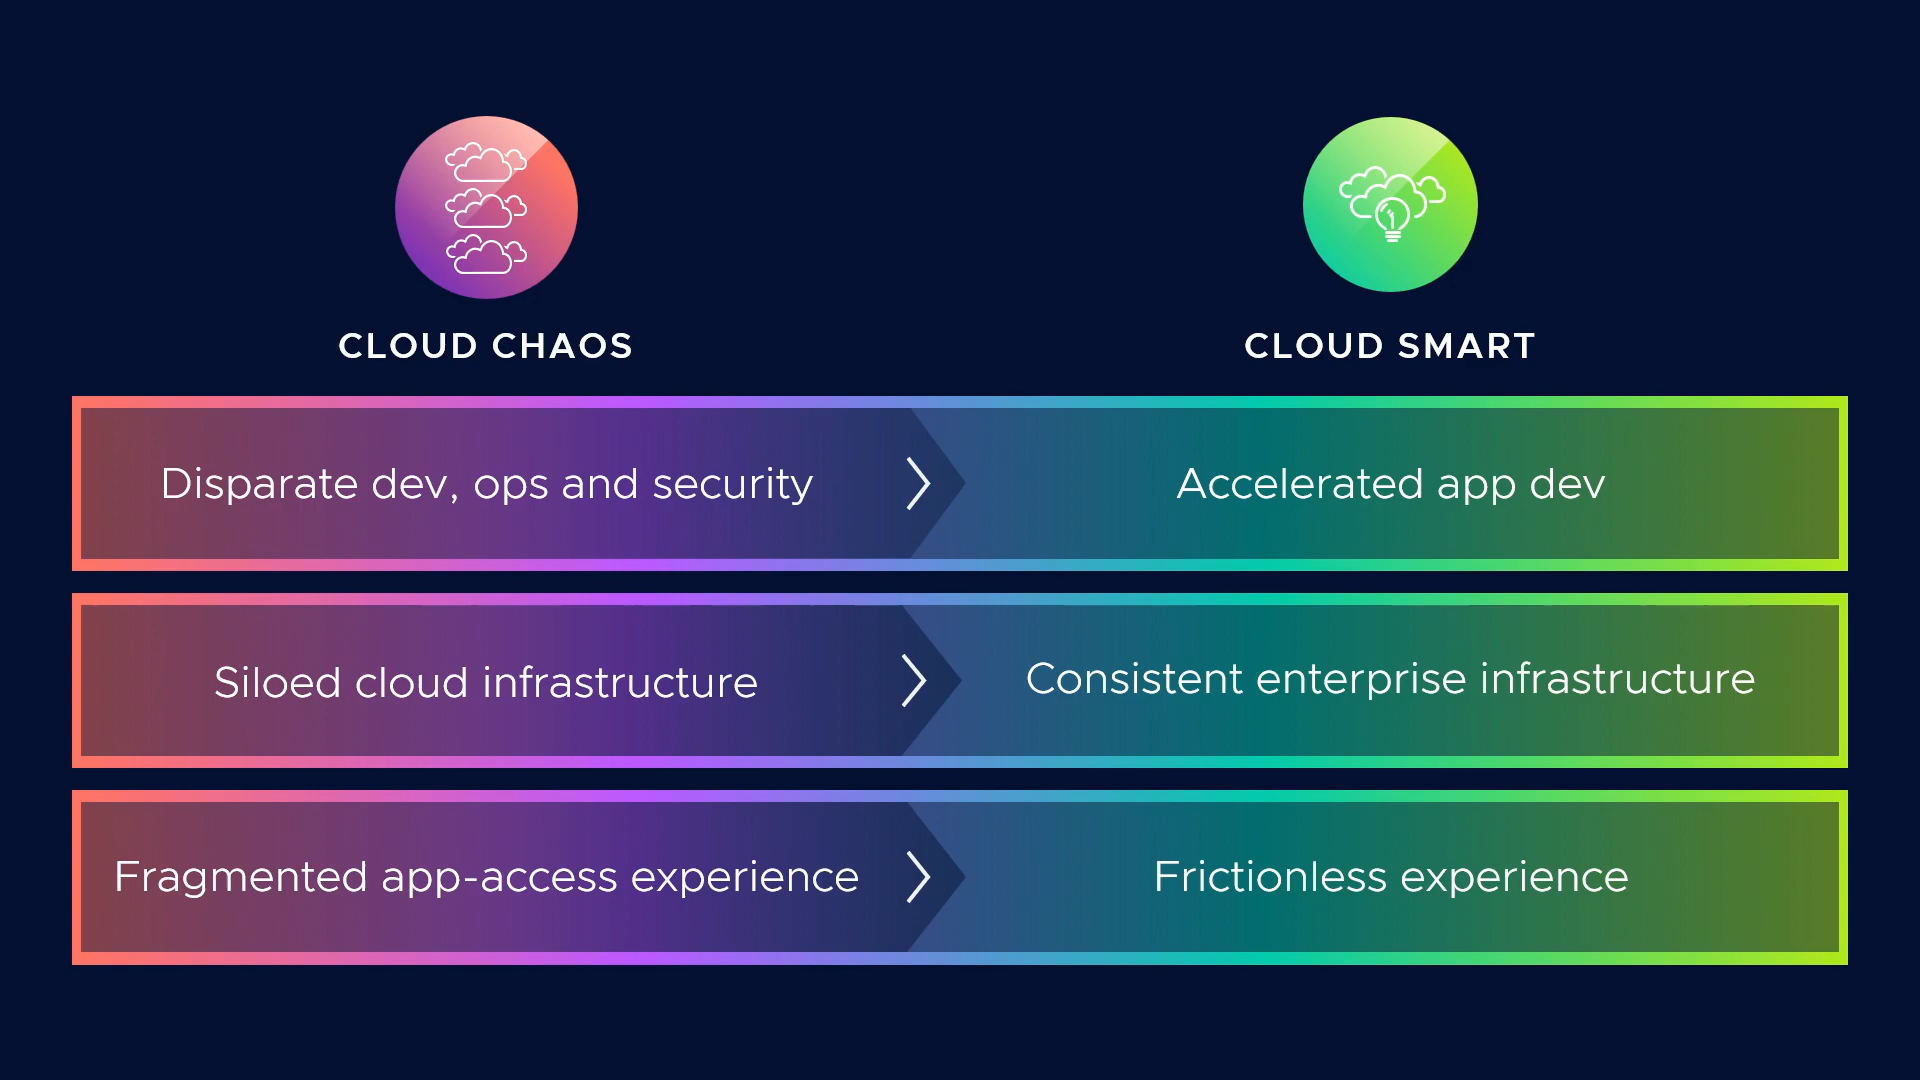 CLOUD CHAOS
CLOUD SMART
Disparate dev, ops and security
Accelerated app dev
Siloed cloud infrastructure
Consistent enterprise infrastructure
Fragmented app-access experience
Frictionless experience